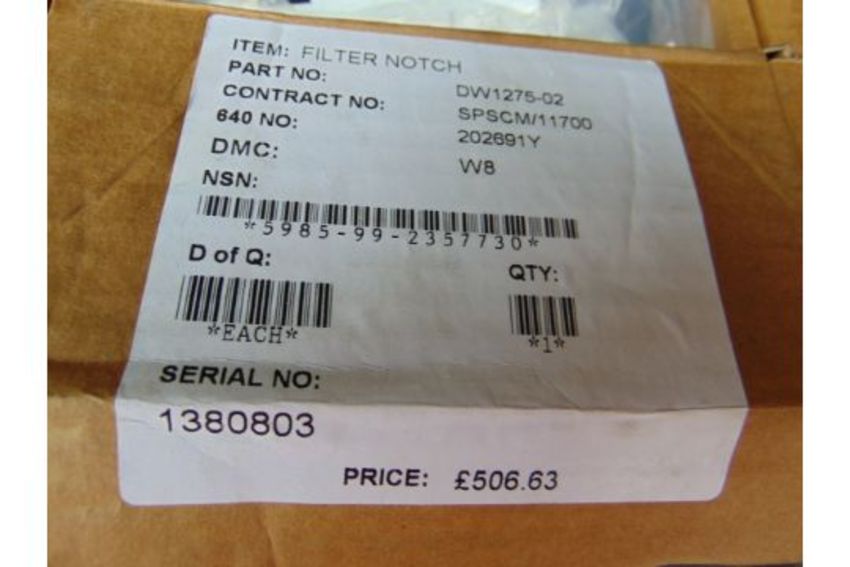 ITEM: FILTER NOTCH
PART NO: DW1275-02
CONTRACT NO: SPSCM/11700
640 NO: 202691Y
DMC: W8
NSN:
*5985-99-2357730*
D of Q: QTY:
*EACH* *1*
SERIAL NO:
1380803
PRICE: £506.63